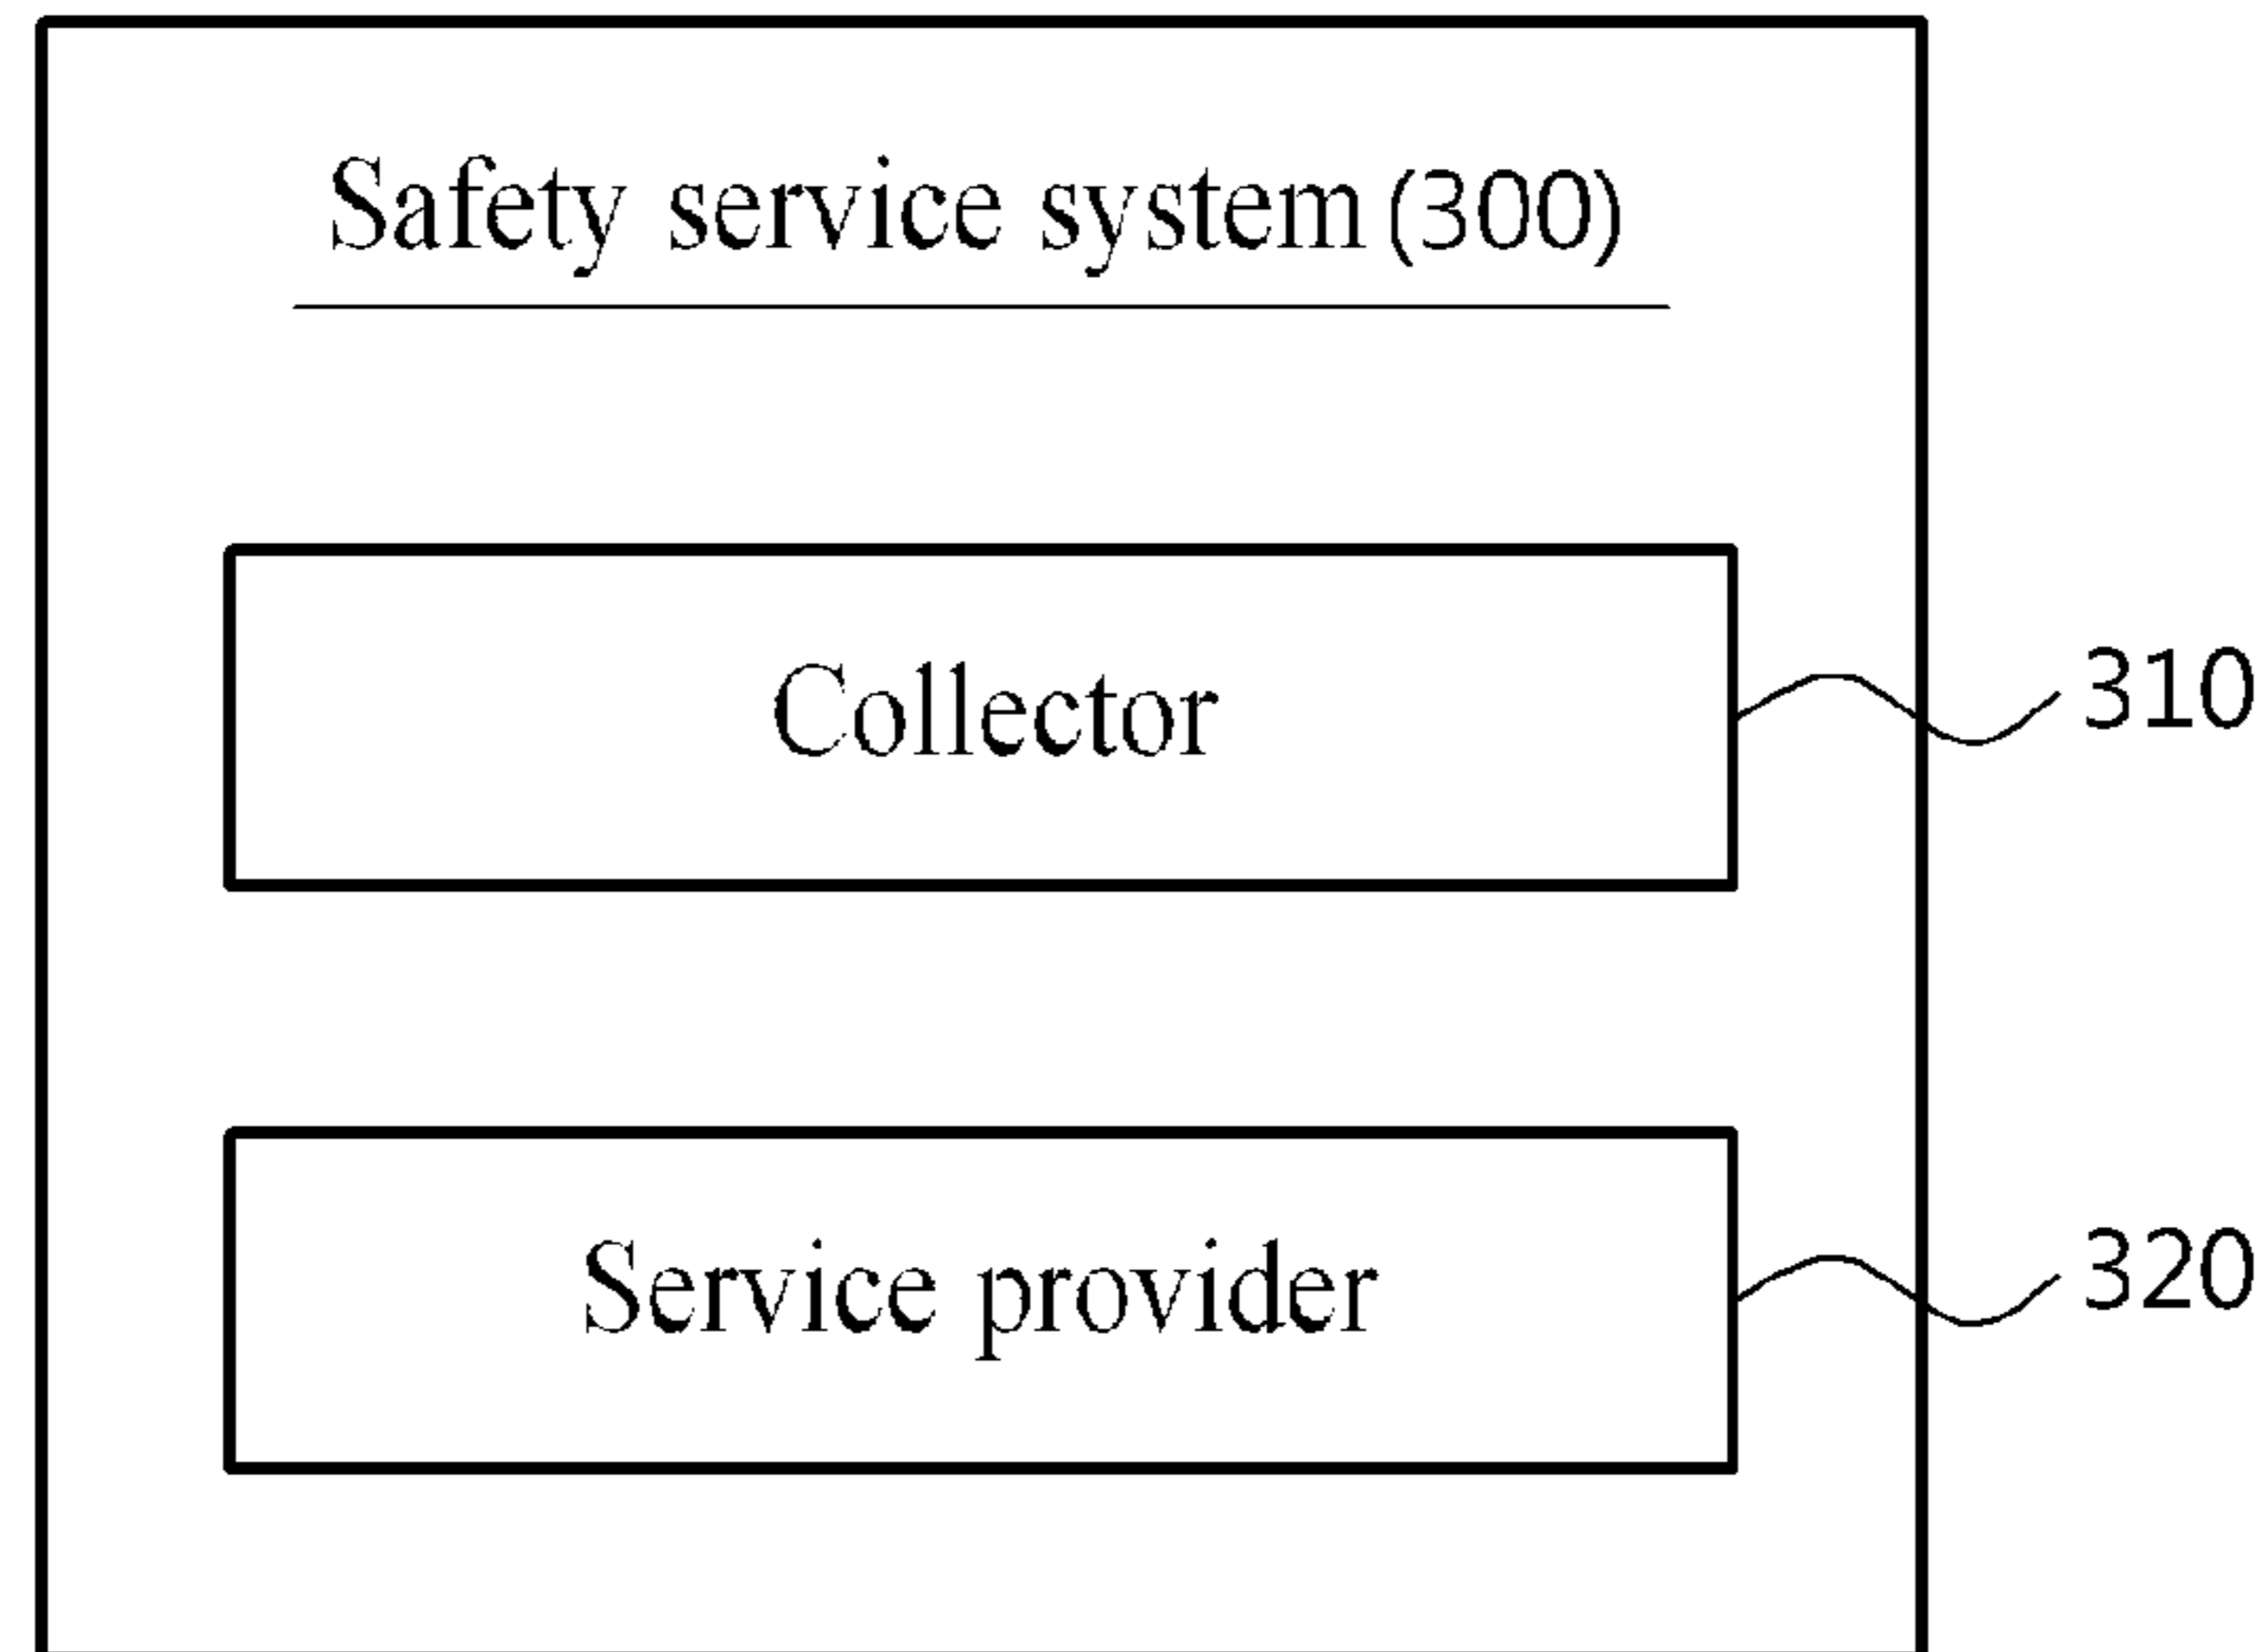 Safety service system (300)
Collector
310
Service provider
320